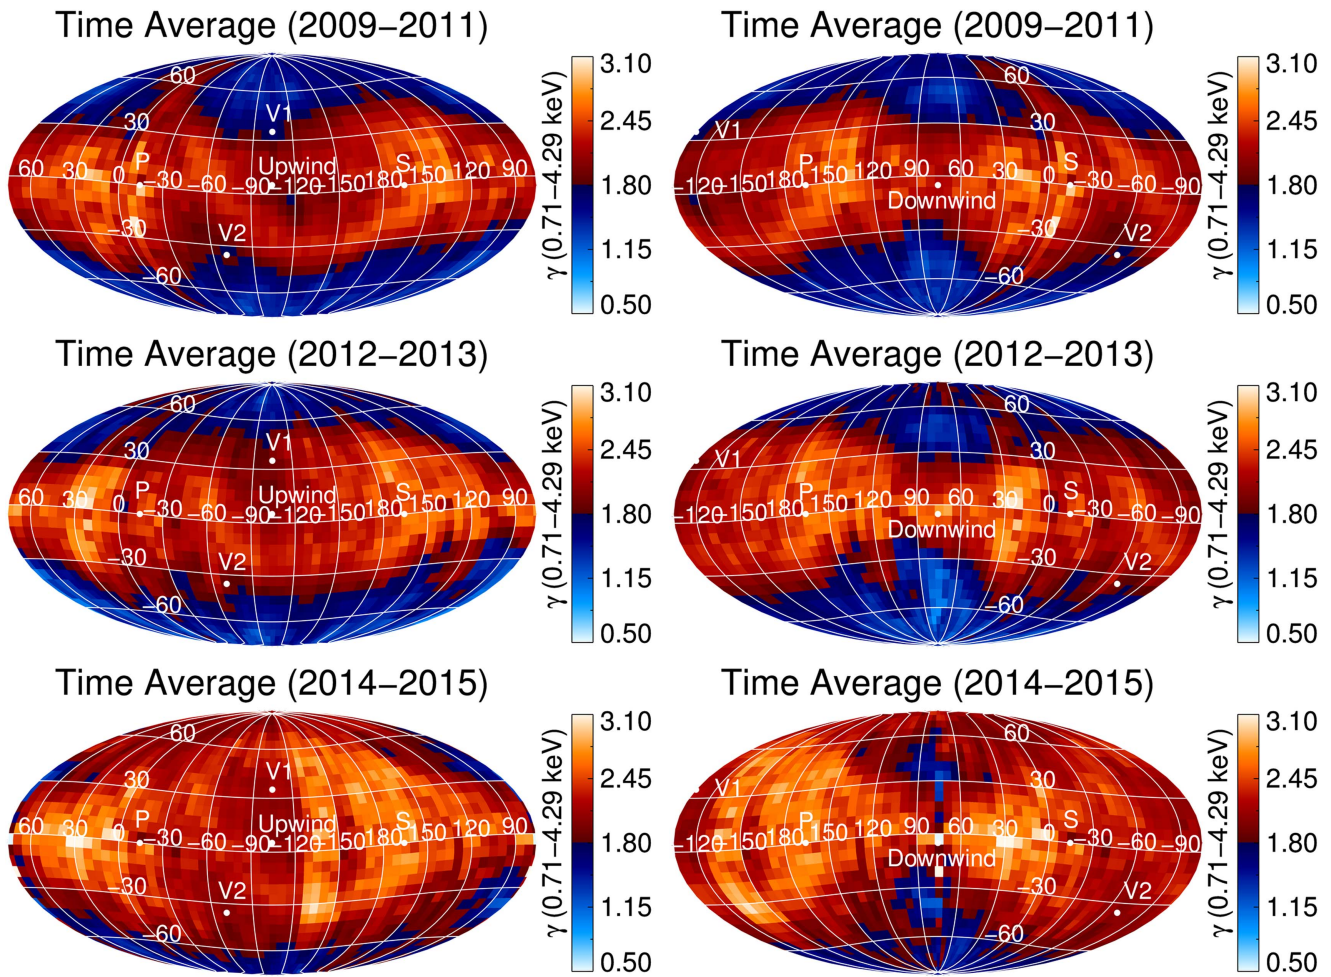 Time Average (2009−2011)
60
V1
30
P
Upwind
S
60 30 0 −30 −60 −90 −120 −150 180 150 120 90
−30
V2
−60
3.10
2.45
1.80
1.15
0.50
γ (0.71−4.29 keV)
Time Average (2009−2011)
60
V1
30
P
S
−120 −150 180 150 120 90 60 30 0 −30 −60 −90
Downwind
−30
V2
−60
3.10
2.45
1.80
1.15
0.50
γ (0.71−4.29 keV)
Time Average (2012−2013)
60
V1
30
P
Upwind
S
60 30 0 −30 −60 −90 −120 −150 180 150 120 90
−30
V2
−60
3.10
2.45
1.80
1.15
0.50
γ (0.71−4.29 keV)
Time Average (2012−2013)
60
V1
30
P
S
−120 −150 180 150 120 90 60 30 0 −30 −60 −90
Downwind
−30
V2
−60
3.10
2.45
1.80
1.15
0.50
γ (0.71−4.29 keV)
Time Average (2014−2015)
60
V1
30
P
Upwind
S
60 30 0 −30 −60 −90 −120 −150 180 150 120 90
−30
V2
−60
3.10
2.45
1.80
1.15
0.50
γ (0.71−4.29 keV)
Time Average (2014−2015)
60
V1
30
P
S
−120 −150 180 150 120 90 60 30 0 −30 −60 −90
Downwind
−30
V2
−60
3.10
2.45
1.80
1.15
0.50
γ (0.71−4.29 keV)